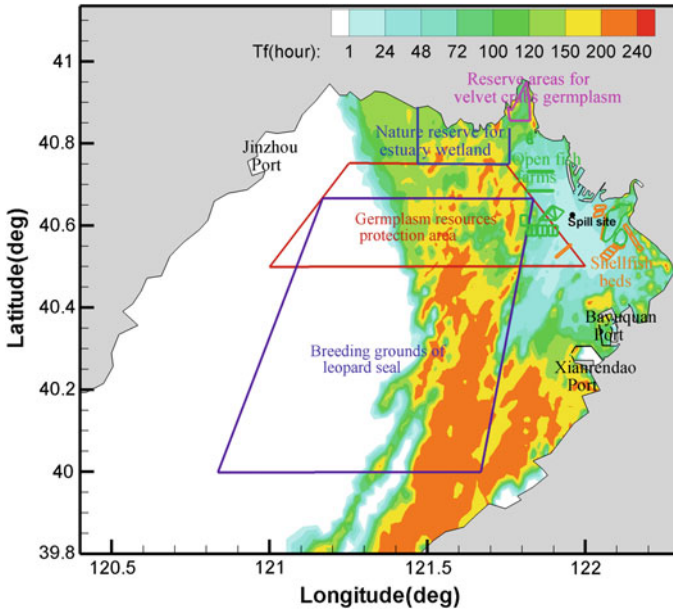 Tf(hour): 1 24 48 72 100 120 150 200 240
Reserve areas for
velvet crabs germplasm
Nature reserve for
estuary wetland
Jinzhou
Port
Open fish
farms
Spill site
Germplasm resources
protection area
Shellfish
beds
Bayuquan
Port
Breeding grounds of
leopard seal
Xianrendao
Port
Latitude(deg)
41
40.8
40.6
40.4
40.2
40
39.8
120.5 121 121.5 122
Longitude(deg)